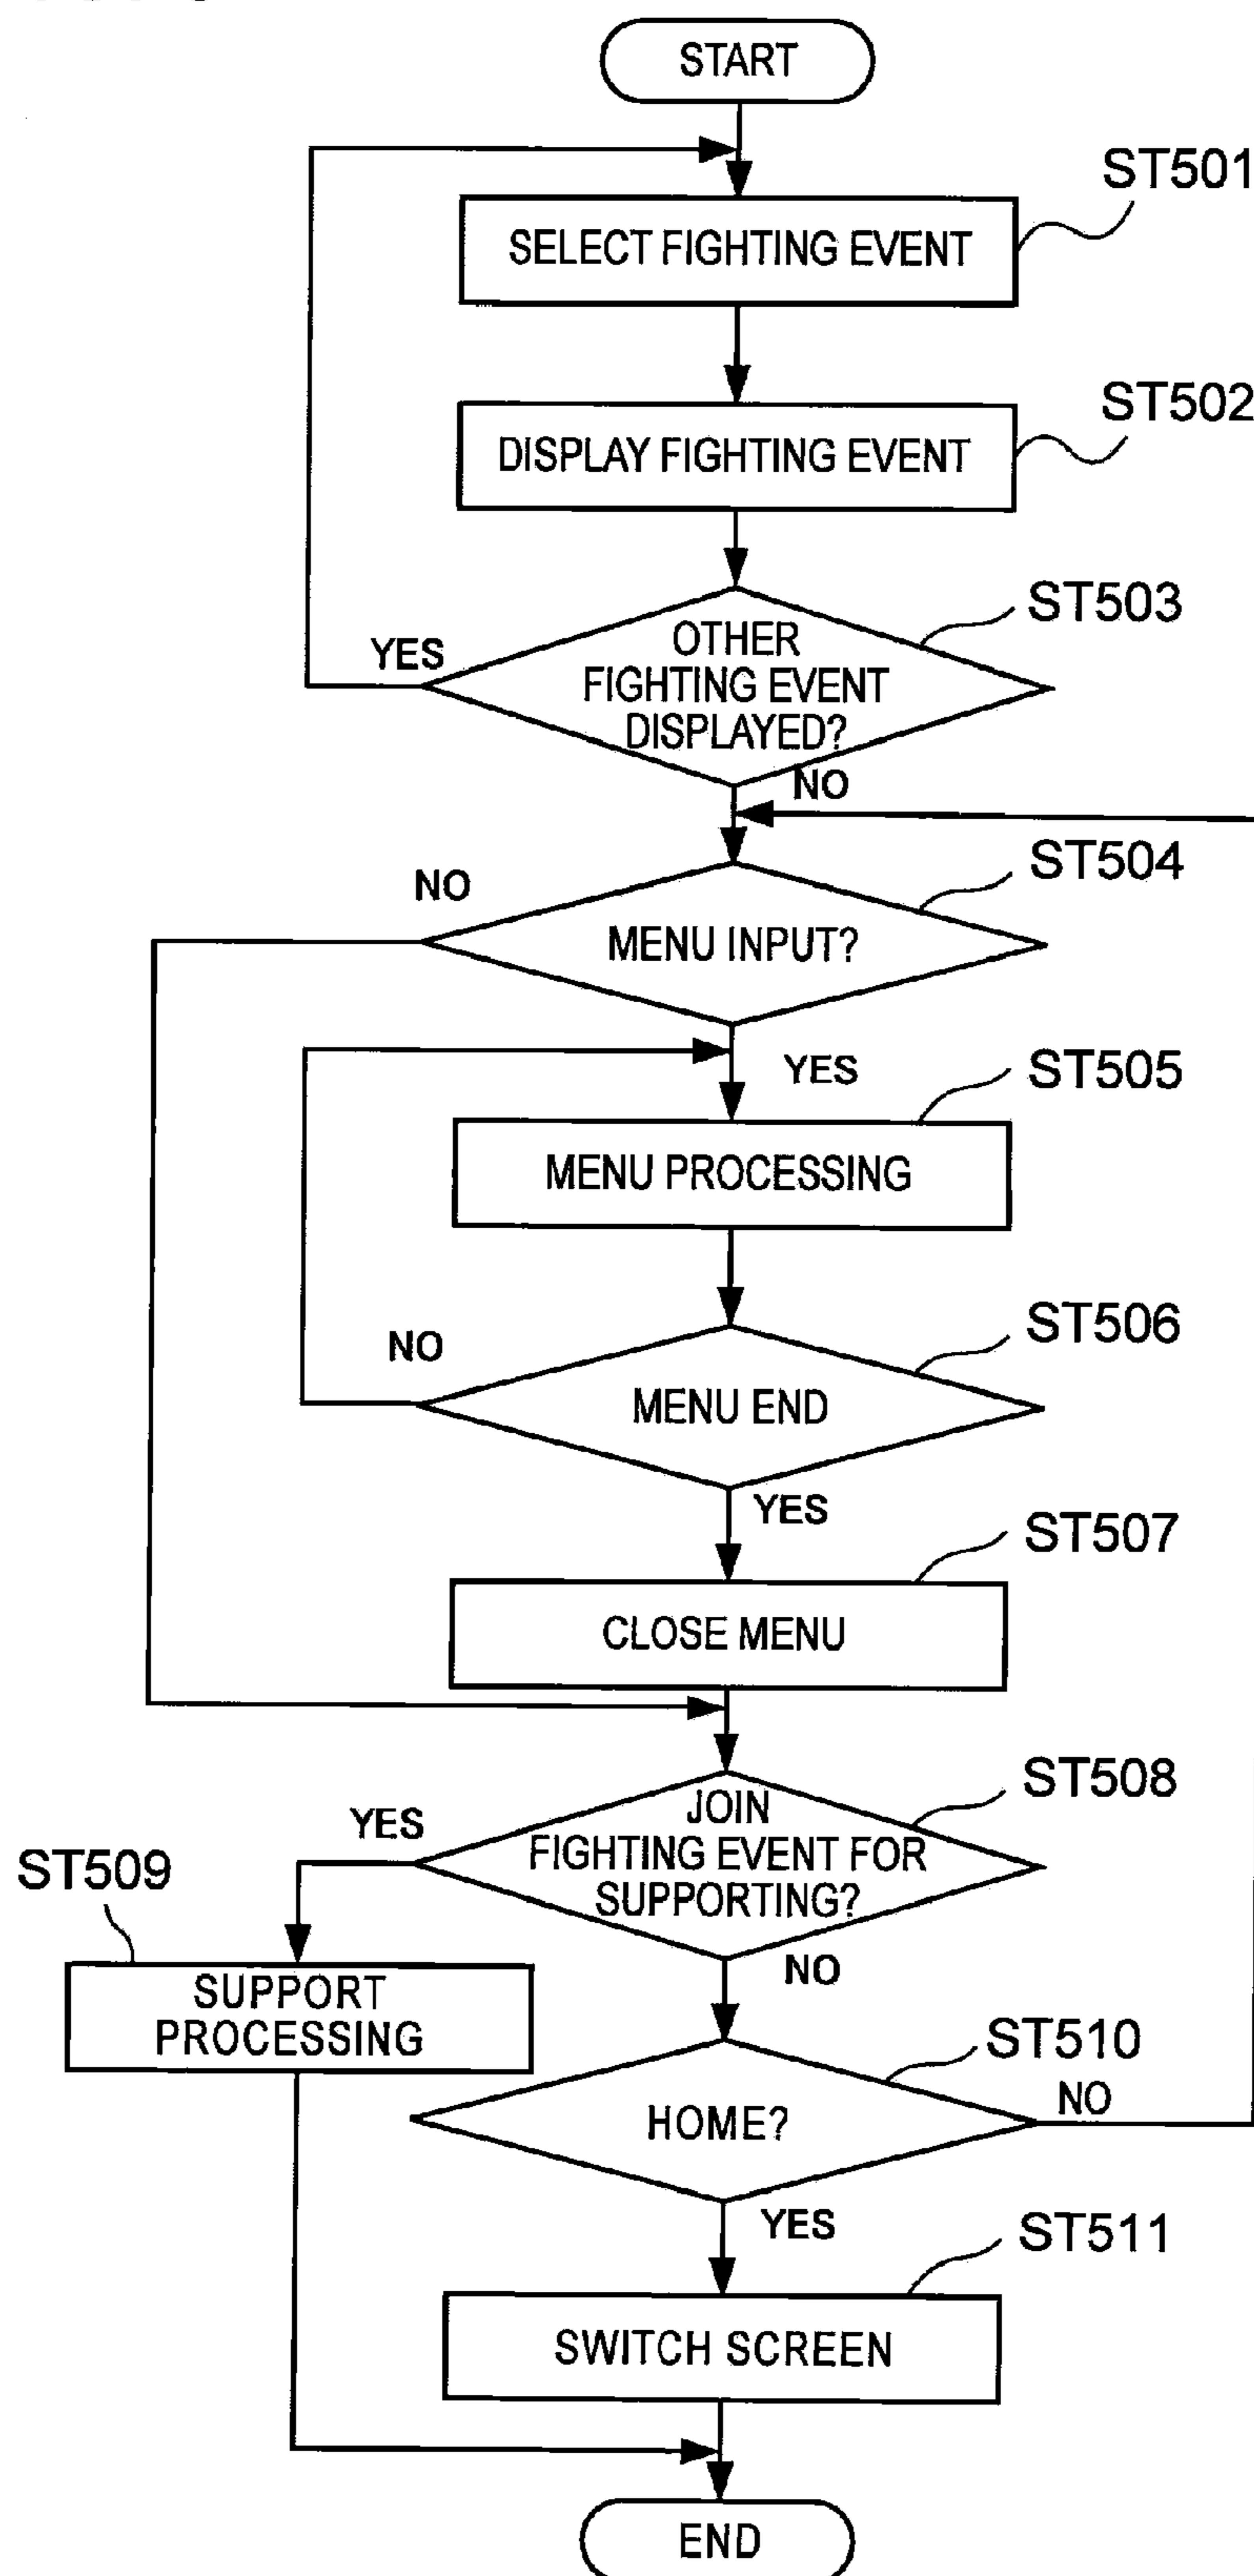 START
ST501
SELECT FIGHTING EVENT
ST502
DISPLAY FIGHTING EVENT
ST503
YES
OTHER
FIGHTING EVENT
DISPLAYED?
NO
ST504
NO
MENU INPUT?
YES
ST505
MENU PROCESSING
ST506
NO
MENU END
YES
ST507
CLOSE MENU
ST508
YES
JOIN
FIGHTING EVENT FOR
SUPPORTING?
ST509
NO
SUPPORT
PROCESSING
ST510
NO
HOME?
YES
ST511
SWITCH SCREEN
END